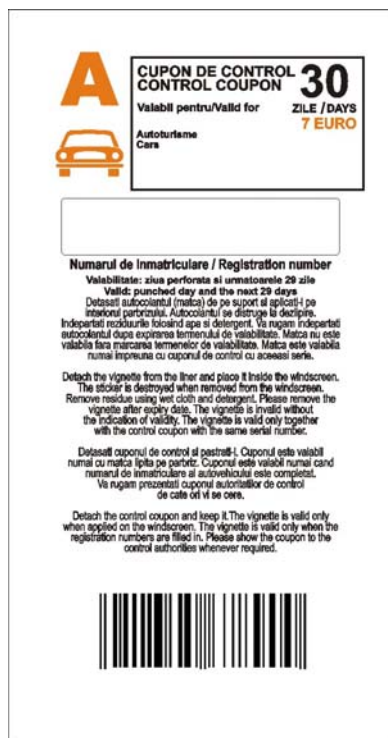 A
CUPON DE CONTROL
CONTROL COUPON
30
Valabil pentru/Valid for
ZILE / DAYS
7 EURO
Autoturisme
Cars
Numarul de inmatriculare / Registration number
Valabilitate: ziua perforata si urmatoarele 29 zile
Valid: punched day and the next 29 days
Detasati autocolantul (matca) de pe suport si aplicati-l pe
interiorul parbrizului. Autocolantul se distruge la dezlipire.
Indepartati reziduurile folosind apa si detergent. Va rugam indepartati
autocolantul dupa expirarea termenului de valabilitate. Matca nu este
valabila fara marcarea termenelor de valabilitate. Matca este valabila
numai impreuna cu cuponul de control cu aceeasi serie.
Detach the vignette from the liner and place it inside the windscreen.
The sticker is destroyed when removed from the windscreen.
Remove residue using wet cloth and detergent. Please remove the
vignette after expiry date. The vignette is invalid without
the indication of validity. The vignette is valid only together
with the control coupon with the same serial number.
Detasati cuponul de control si pastrati-l. Cuponul este valabil
numai cu matca lipita pe parbriz. Cuponul este valabil numai cand
numarul de inmatriculare al autovehicului este completat.
Va rugam prezentati cuponul autoritatilor de control
de cate ori vi se cere.
Detach the control coupon and keep it.The vignette is valid only
when applied on the windscreen. The vignette is valid only when the
registration numbers are filled in. Please show the coupon to the
control authorities whenever required.